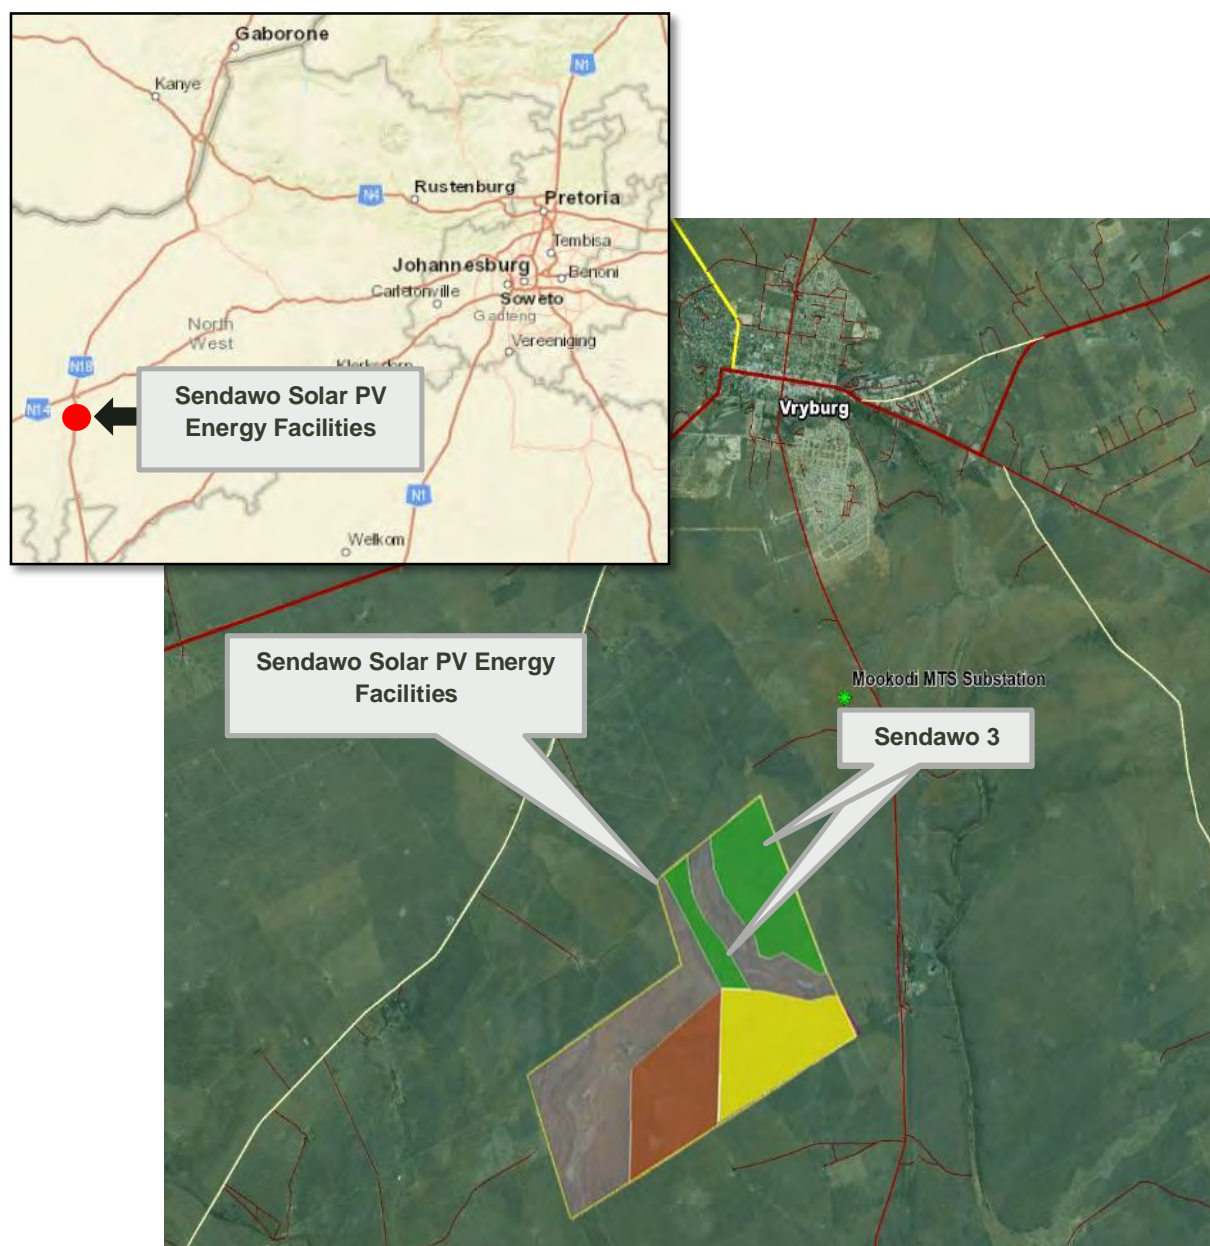 Gaborone
Kanye
N1
N4
Rustenburg
Pretoria
Tembisa
Johannesburg
Benoni
Carletonville
Soweto
Gauteng
North
West
Vereeniging
Klerksdorp
N18
N14
Sendawo Solar PV
Energy Facilities
N1
Welkom
Vryburg
Sendawo Solar PV Energy
Facilities
Mookodi MTS Substation
Sendawo 3